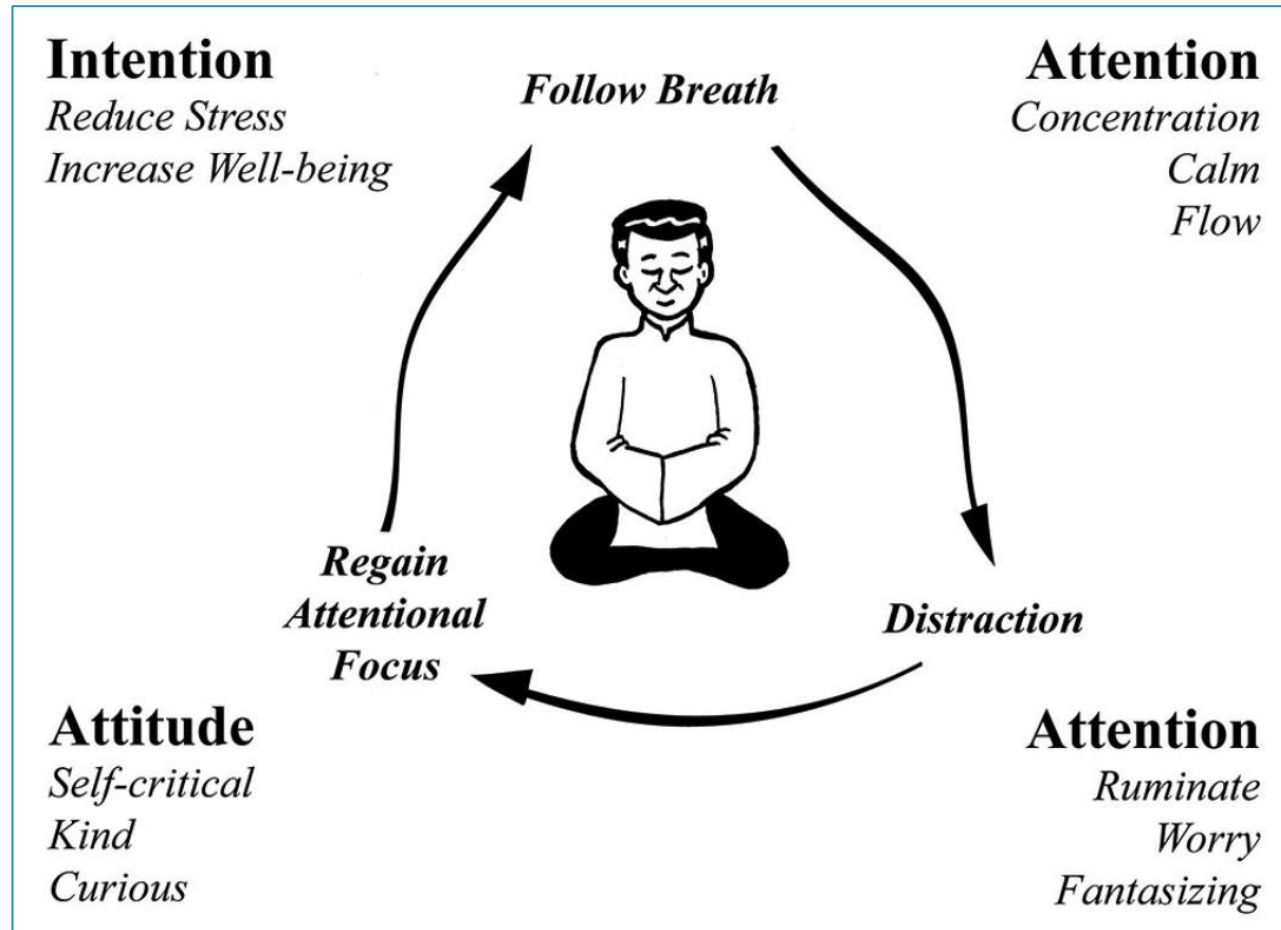 Intention
Reduce Stress
Increase Well-being
Follow Breath
Attention
Concentration
Calm
Flow
Regain
Attentional
Focus
Distraction
Attitude
Self-critical
Kind
Curious
Attention
Ruminate
Worry
Fantasizing